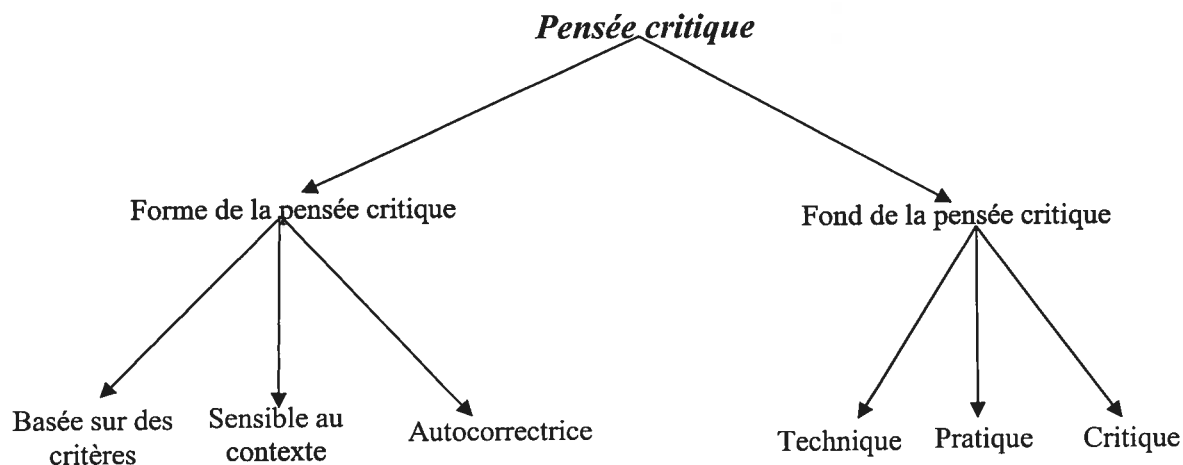 Pensée critique
Forme de la pensée critique
Fond de la pensée critique
Basée sur des
critères
Sensible au
contexte
Autocorrectrice
Technique
Pratique
Critique